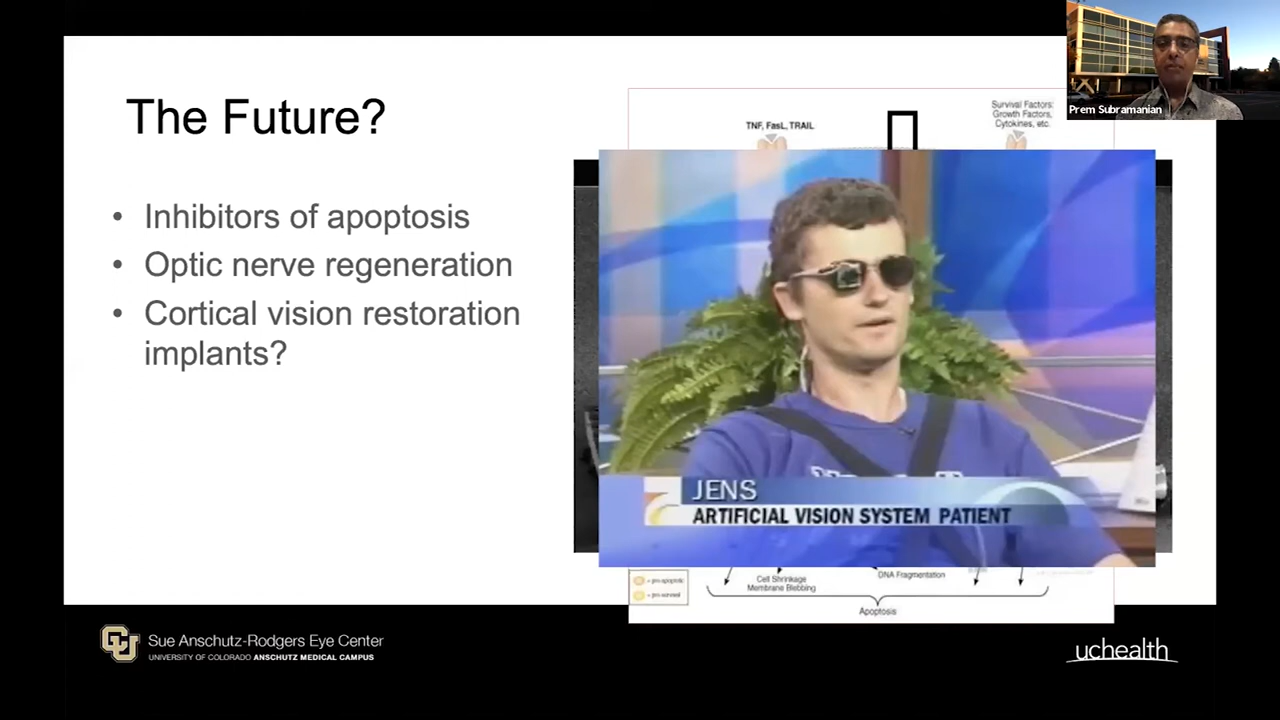 The Future?
• Inhibitors of apoptosis
• Optic nerve regeneration
• Cortical vision restoration
implants?
TNF, FasL, TRAIL
Survival Factors:
Growth Factors,
Cytokines, etc.
Prem Subramanian
JENS
ARTIFICIAL VISION SYSTEM PATIENT
Cell Shrinkage
Membrane Blebbing
DNA Fragmentation
Apoptosis
CU
Sue Anschutz-Rodgers Eye Center
UNIVERSITY OF COLORADO ANSCHUTZ MEDICAL CAMPUS
uchealth